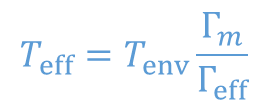 T_eff = T_env Γ_m / Γ_eff